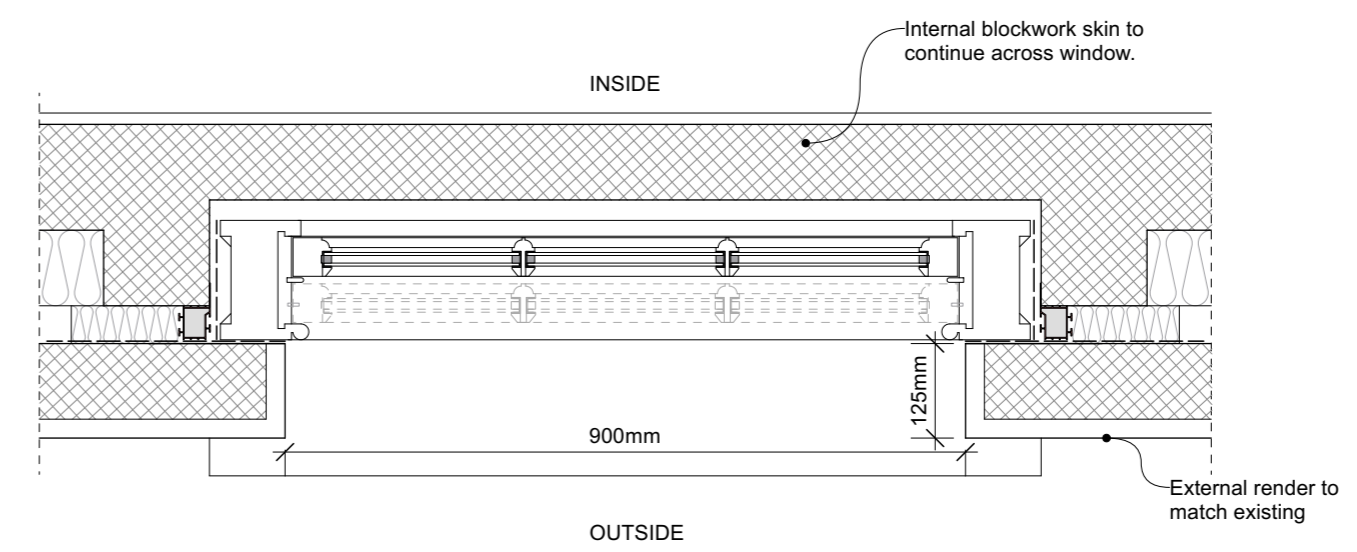 Internal blockwork skin to
continue across window.
INSIDE
125mm
900mm
External render to
match existing
OUTSIDE